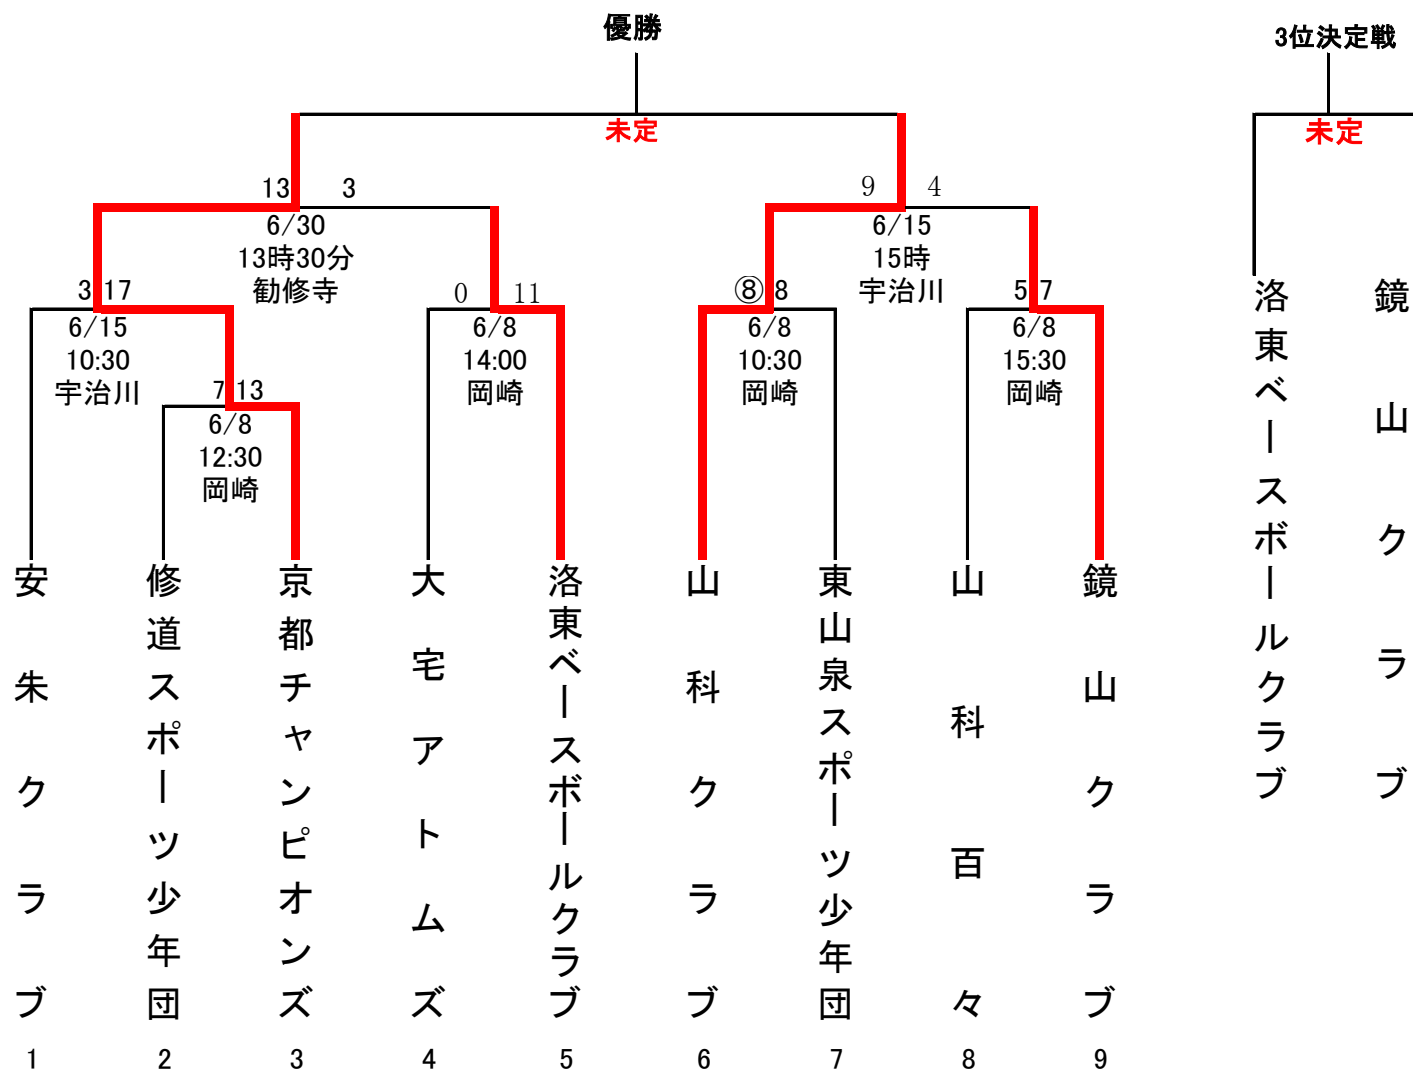 優勝
3位決定戦
未定
未定
13 3
9 4
6/30
13時30分
勧修寺
6/15
15時
宇治川
3 17
0 11
⑧ 8
5 7
6/15
10:30
宇治川
6/8
14:00
岡崎
6/8
10:30
岡崎
6/8
15:30
岡崎
7 13
6/8
12:30
岡崎
安朱クラブ
修道スポーツ少年団
京都チャンピオンズ
大宅アトムズ
洛東ベースボールクラブ
山科クラブ
東山泉スポーツ少年団
山科百々
鏡山クラブ
洛東ベースボールクラブ
鏡山クラブ
1 2 3 4 5 6 7 8 9